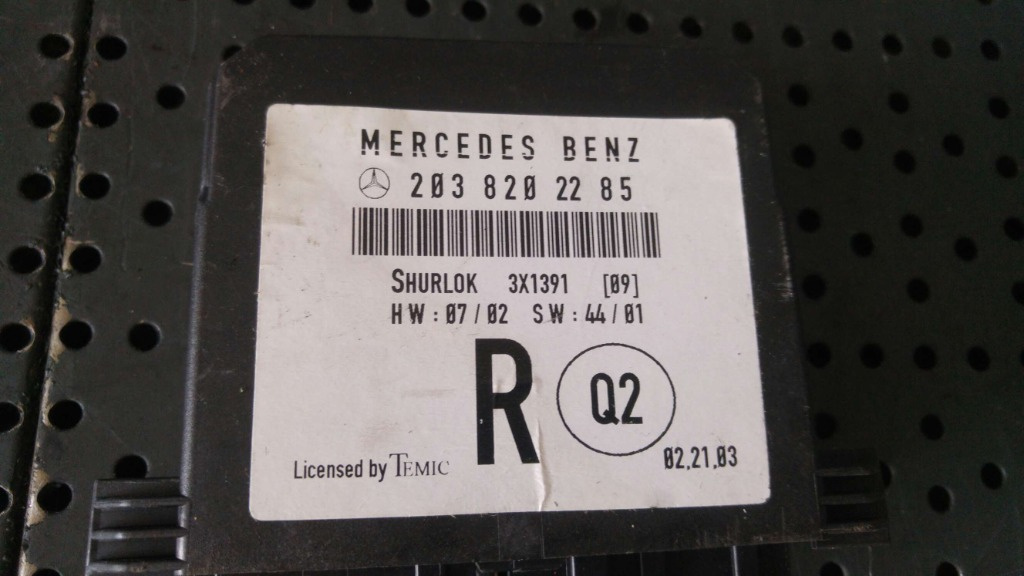 MERCEDES BENZ
203 820 22 85
SHURLOK 3X1391 [09]
HW:07/02 SW:44/01
R Q2
Licensed by TEMIC 02.21.03